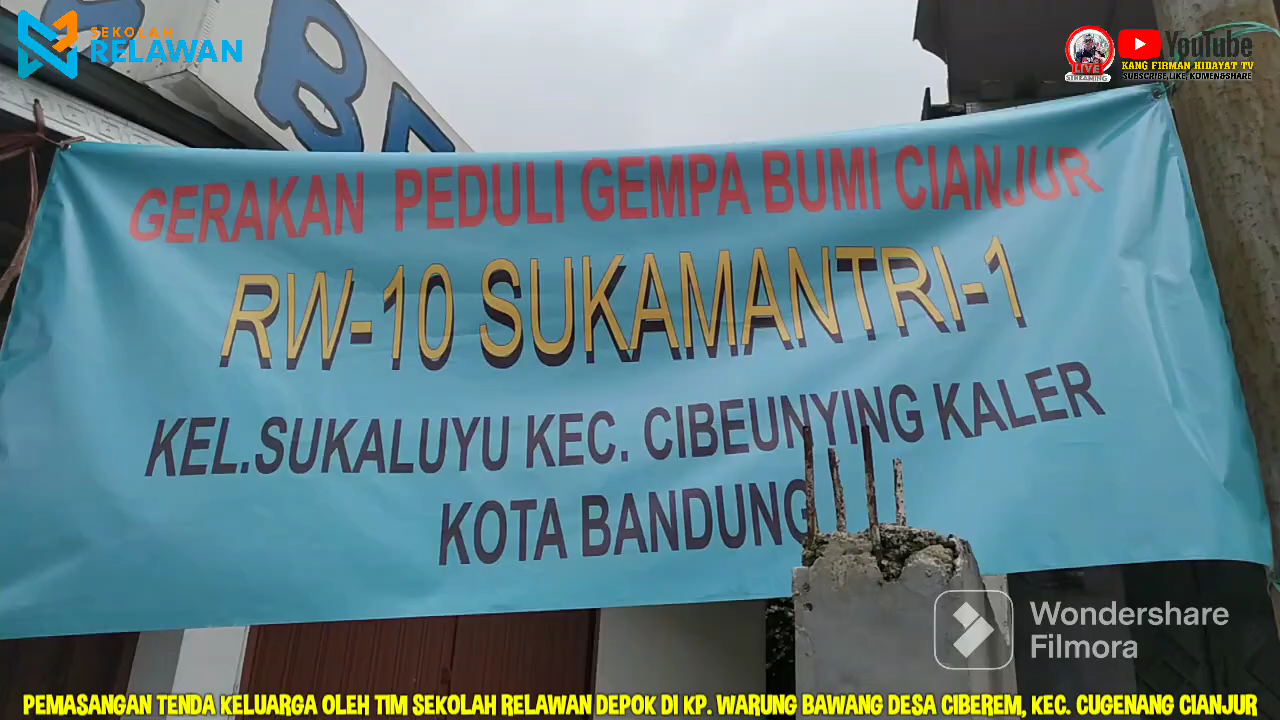 SEKOLAH
RELAWAN
B
YouTube
LIVE
STREAMING
KANG FIRMAN HIDAYAT TV
SUBSCRIBE, LIKE, KOMEN&SHARE
GERAKAN PEDULI GEMPA BUMI CIANJUR
RW-10 SUKAMANTRI-1
KEL.SUKALUYU KEC. CIBEUNYING KALER
KOTA BANDUNG
Wondershare
Filmora
PEMASANGAN TENDA KELUARGA OLEH TIM SEKOLAH RELAWAN DEPOK DI KP. WARUNG BAWANG DESA CIBEREM, KEC. CUGENANG CIANJUR